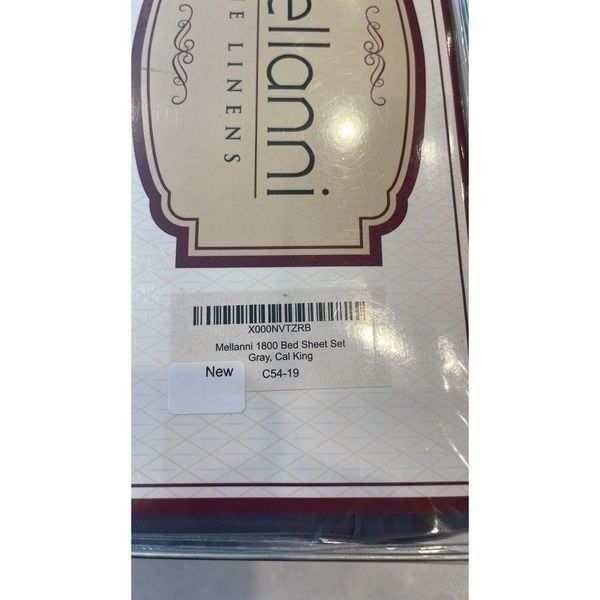 ellanni
E LINENS
X000NVTZRB
Mellanni 1800 Bed Sheet Set
Gray, Cal King
New
C54-19